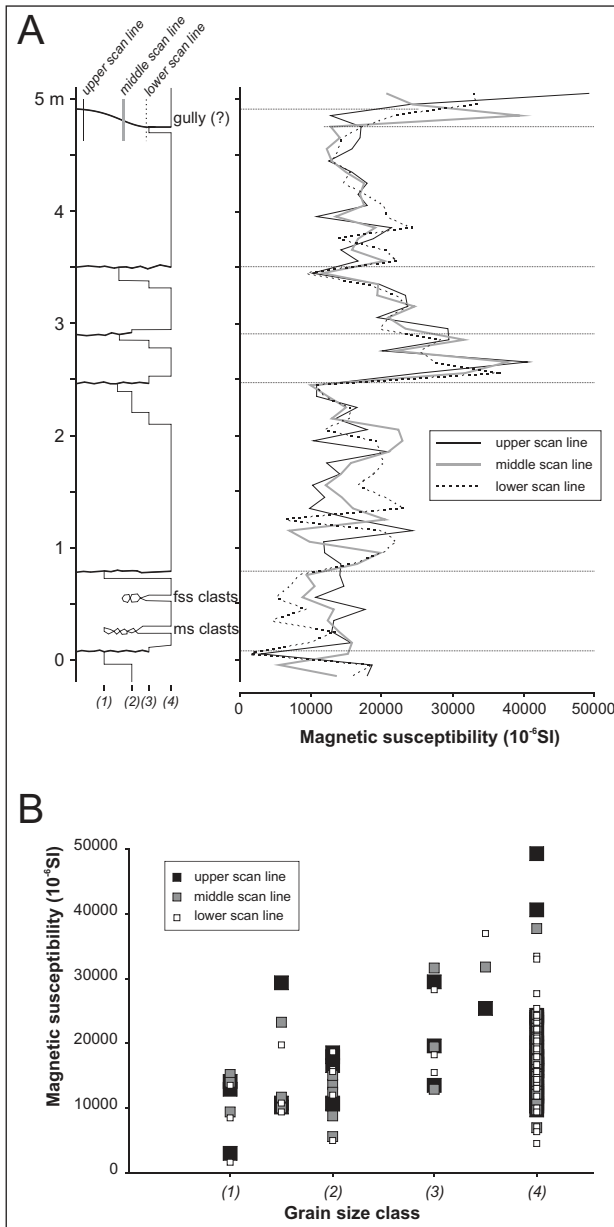 A
upper scan line
middle scan line
lower scan line
5 m
gully (?)
4
3
2
1
fss clasts
ms clasts
0
(1)
(2)
(3)
(4)
upper scan line
middle scan line
lower scan line
0
10000
20000
30000
40000
50000
Magnetic susceptibility (10⁻⁶SI)
B
50000
40000
30000
20000
10000
0
Magnetic susceptibility (10⁻⁶SI)
upper scan line
middle scan line
lower scan line
(1)
(2)
(3)
(4)
Grain size class